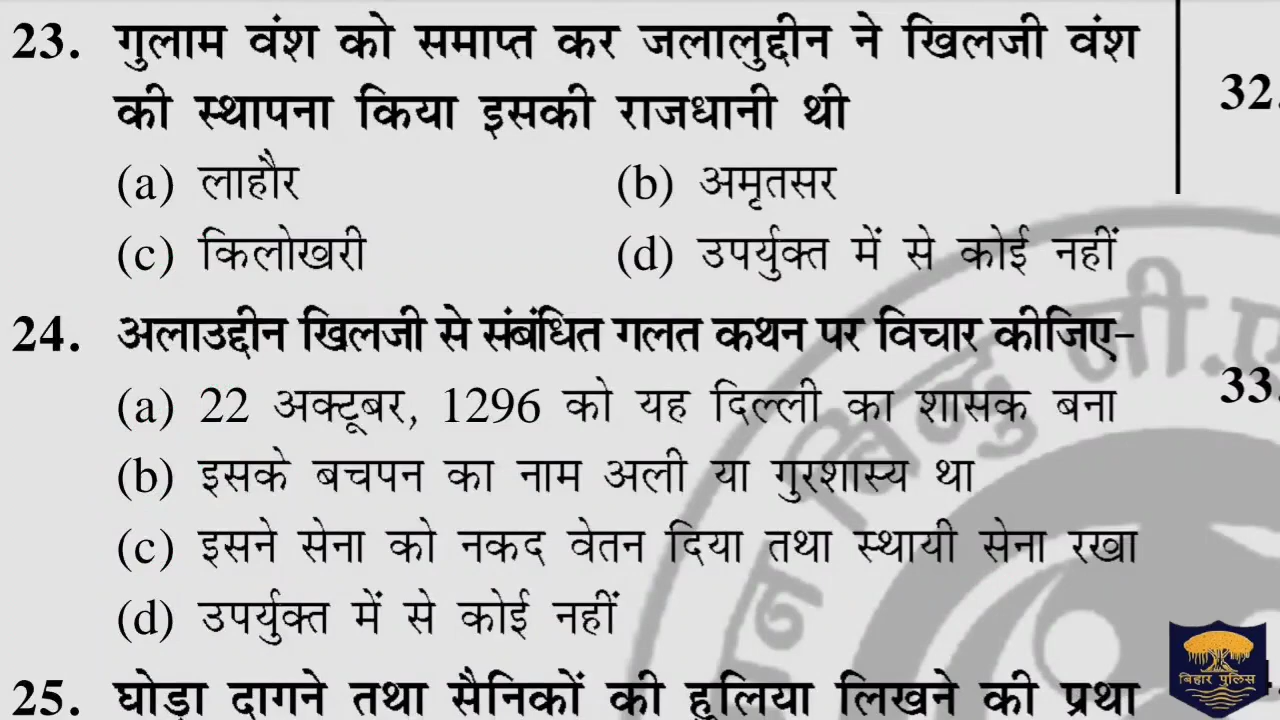 23. गुलाम वंश को समाप्त कर जलालुद्दीन ने खिलजी वंश
की स्थापना किया इसकी राजधानी थी
(a) लाहौर (b) अमृतसर
(c) किलोखरी (d) उपर्युक्त में से कोई नहीं
24. अलाउद्दीन खिलजी से संबंधित गलत कथन पर विचार कीजिए-
(a) 22 अक्टूबर, 1296 को यह दिल्ली का शासक बना
(b) इसके बचपन का नाम अली या गुरशास्य था
(c) इसने सेना को नकद वेतन दिया तथा स्थायी सेना रखा
(d) उपर्युक्त में से कोई नहीं
25. घोड़ा दागने तथा सैनिकों की हुलिया लिखने की प्रथा
32.
33.
बिन्दु जी.ए
बिहार पुलिस